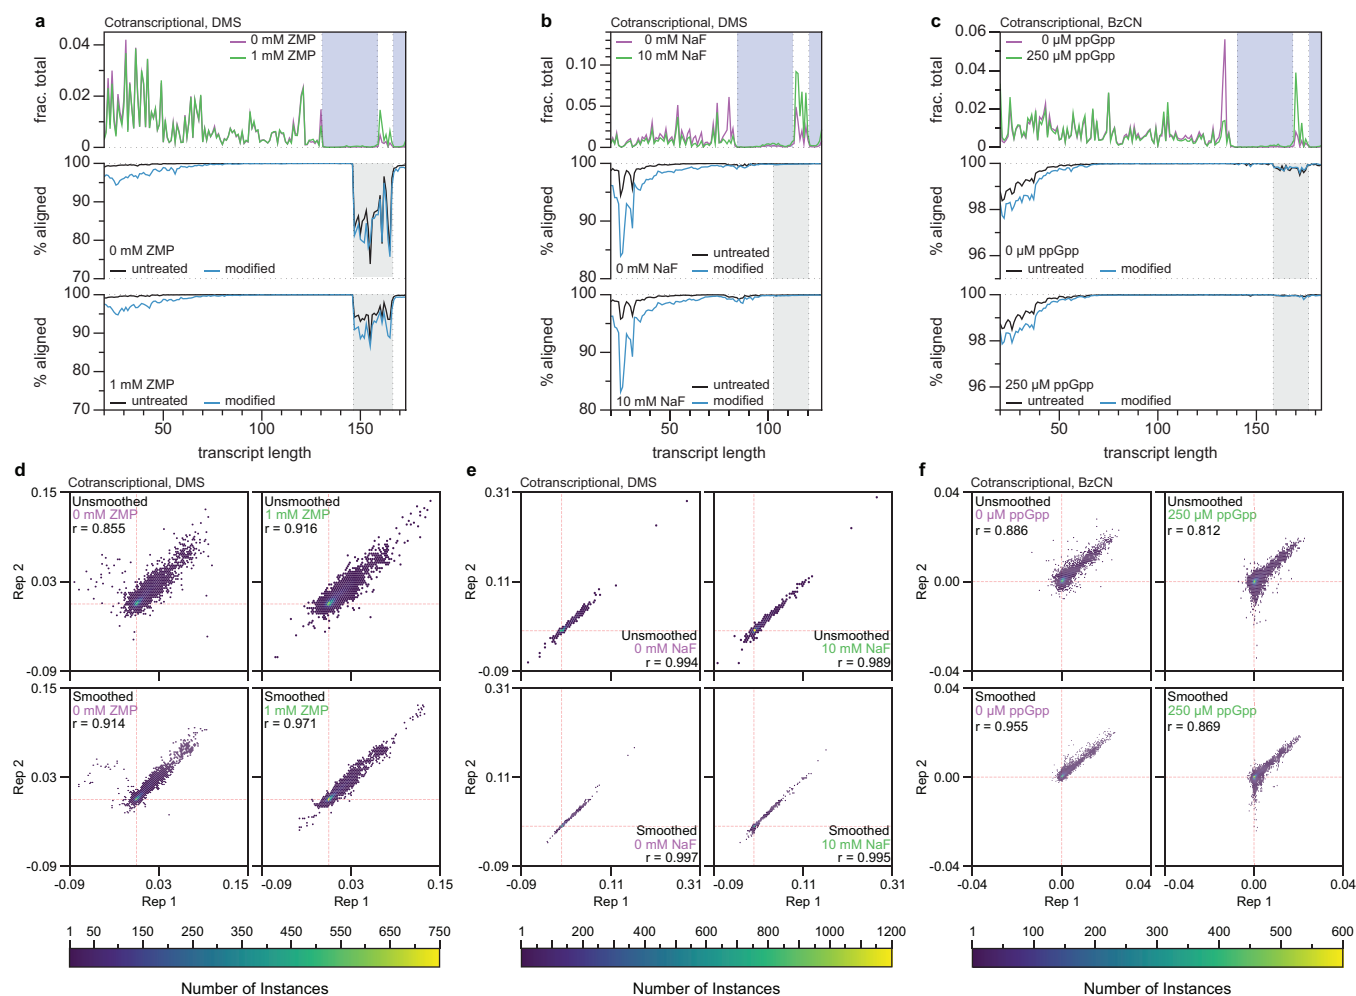 a
Cotranscriptional, DMS
0 mM ZMP
1 mM ZMP
frac. total
0.04
0.02
0
% aligned
100
90
80
70
0 mM ZMP
untreated
modified
% aligned
100
90
80
70
1 mM ZMP
untreated
modified
50
100
150
transcript length
b
Cotranscriptional, DMS
0 mM NaF
10 mM NaF
frac. total
0.10
0.05
0
% aligned
100
90
80
untreated
0 mM NaF
modified
% aligned
100
90
80
untreated
10 mM NaF
modified
50
100
transcript length
c
Cotranscriptional, BzCN
0 µM ppGpp
250 µM ppGpp
frac. total
0.06
0.04
0.02
0
% aligned
100
98
96
0 µM ppGpp
untreated
modified
% aligned
100
98
96
250 µM ppGpp
untreated
modified
50
100
150
transcript length
d
Cotranscriptional, DMS
0.15
0.03
-0.09
Rep 2
Unsmoothed
0 mM ZMP
r = 0.855
Unsmoothed
1 mM ZMP
r = 0.916
0.15
0.03
-0.09
Rep 2
Smoothed
0 mM ZMP
r = 0.914
Smoothed
1 mM ZMP
r = 0.971
-0.09
0.03
0.15
-0.09
0.03
0.15
Rep 1
Rep 1
1 50 150 250 350 450 550 650 750
Number of Instances
e
Cotranscriptional, DMS
0.31
0.11
-0.09
Rep 2
Unsmoothed
0 mM NaF
r = 0.994
Unsmoothed
10 mM NaF
r = 0.989
0.31
0.11
-0.09
Rep 2
Smoothed
0 mM NaF
r = 0.997
Smoothed
10 mM NaF
r = 0.995
-0.09
0.11
0.31
-0.09
0.11
0.31
Rep 1
Rep 1
1 200 400 600 800 1000 1200
Number of Instances
f
Cotranscriptional, BzCN
0.04
0.00
-0.04
Rep 2
Unsmoothed
0 µM ppGpp
r = 0.886
Unsmoothed
250 µM ppGpp
r = 0.812
0.04
0.00
-0.04
Rep 2
Smoothed
0 µM ppGpp
r = 0.955
Smoothed
250 µM ppGpp
r = 0.869
-0.04
0.00
0.04
-0.04
0.00
0.04
Rep 1
Rep 1
1 100 200 300 400 500 600
Number of Instances